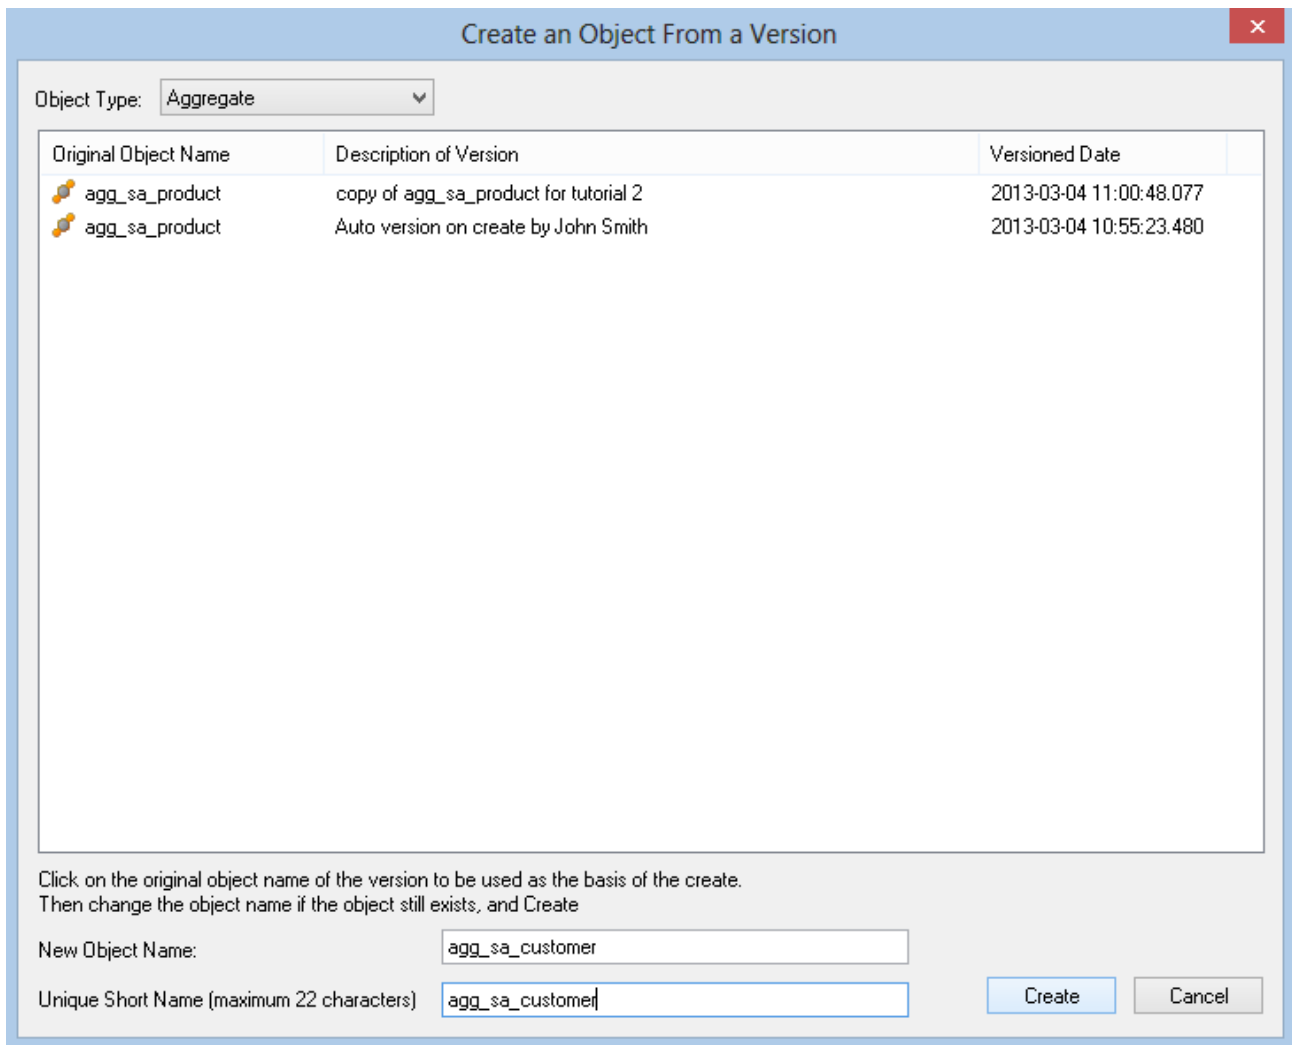 Create an Object From a Version
Object Type: Aggregate
Original Object Name Description of Version Versioned Date
agg_sa_product copy of agg_sa_product for tutorial 2 2013-03-04 11:00:48.077
agg_sa_product Auto version on create by John Smith 2013-03-04 10:55:23.480
Click on the original object name of the version to be used as the basis of the create.
Then change the object name if the object still exists, and Create
New Object Name: agg_sa_customer
Unique Short Name (maximum 22 characters) agg_sa_customer Create Cancel